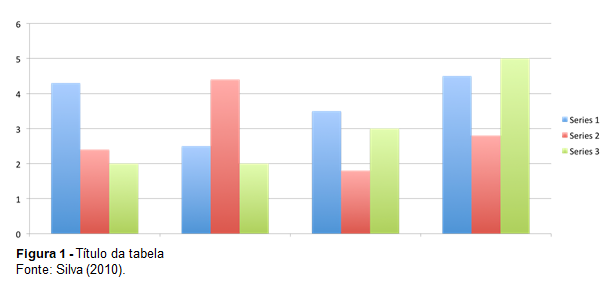 6
5
4
3
2
1
0
Series 1
Series 2
Series 3
Figura 1 - Título da tabela
Fonte: Silva (2010).